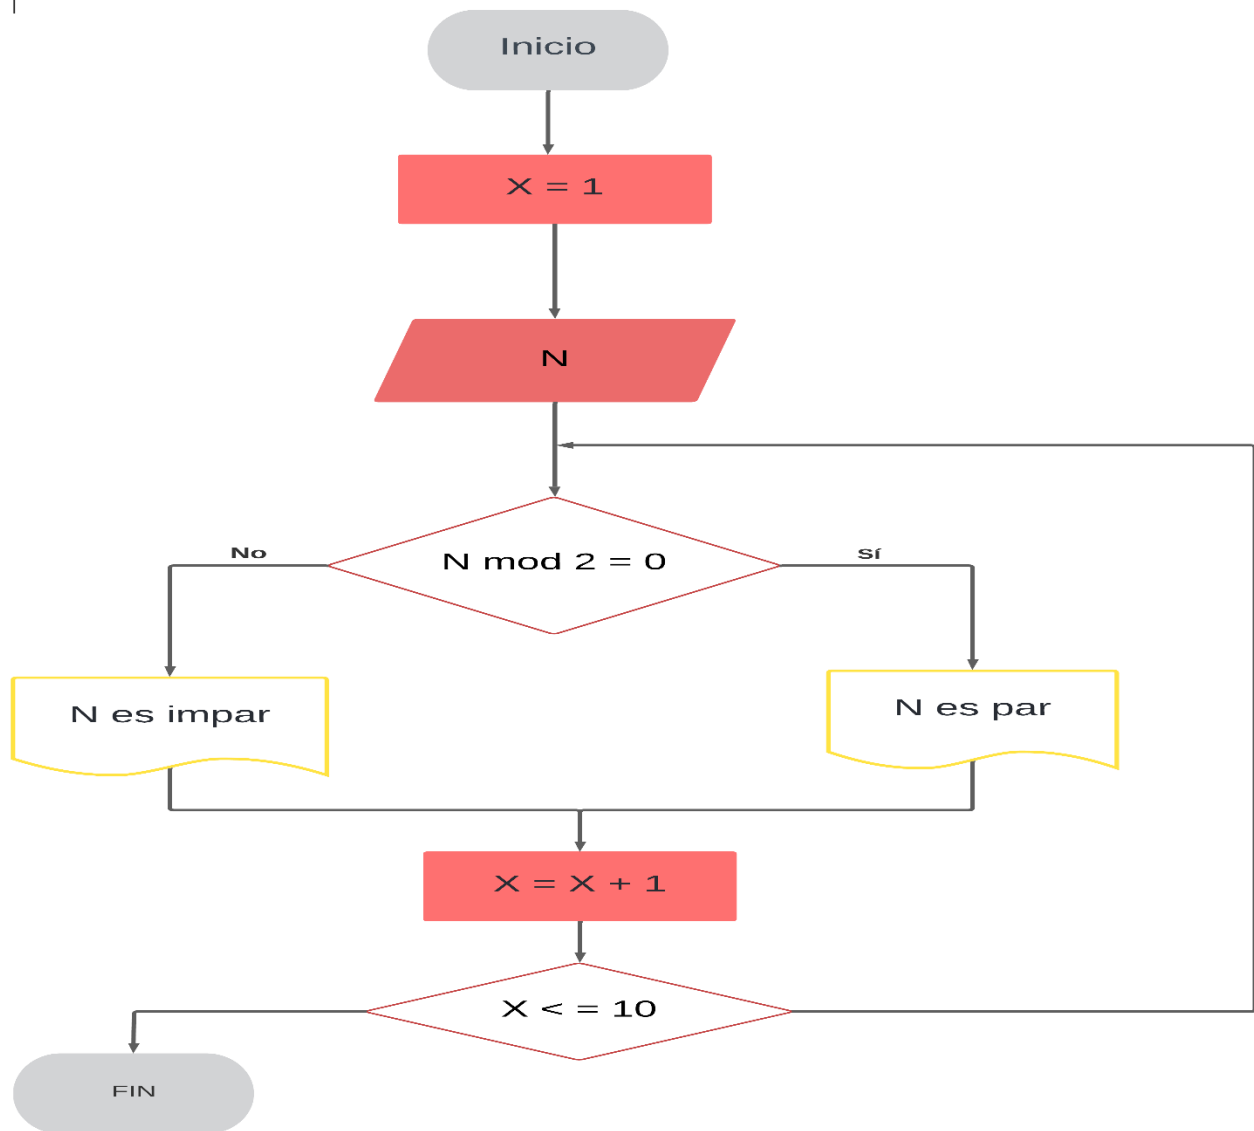 Inicio
X = 1
N
N mod 2 = 0
No
Sí
N es impar
N es par
X = X + 1
X < = 10
FIN